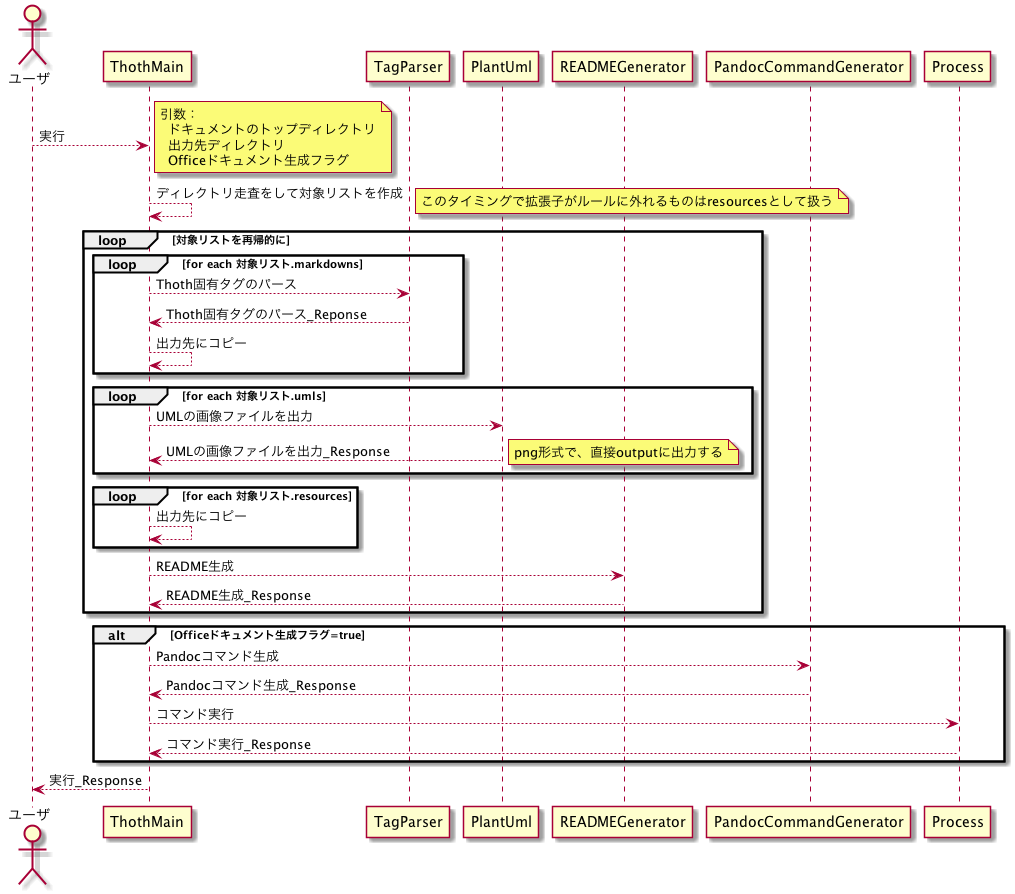 ユーザ
ThothMain
TagParser
PlantUml
READMEGenerator
PandocCommandGenerator
Process
引数：
ドキュメントのトップディレクトリ
出力先ディレクトリ
Officeドキュメント生成フラグ
実行
ディレクトリ走査をして対象リストを作成
このタイミングで拡張子がルールに外れるものはresourcesとして扱う
loop [対象リストを再帰的に]
loop [for each 対象リスト.markdowns]
Thoth固有タグのパース
Thoth固有タグのパース_Reponse
出力先にコピー
loop [for each 対象リスト.umls]
UMLの画像ファイルを出力
UMLの画像ファイルを出力_Response
png形式で、直接outputに出力する
loop [for each 対象リスト.resources]
出力先にコピー
README生成
README生成_Response
alt [Officeドキュメント生成フラグ=true]
Pandocコマンド生成
Pandocコマンド生成_Response
コマンド実行
コマンド実行_Response
実行_Response
ユーザ
ThothMain
TagParser
PlantUml
READMEGenerator
PandocCommandGenerator
Process